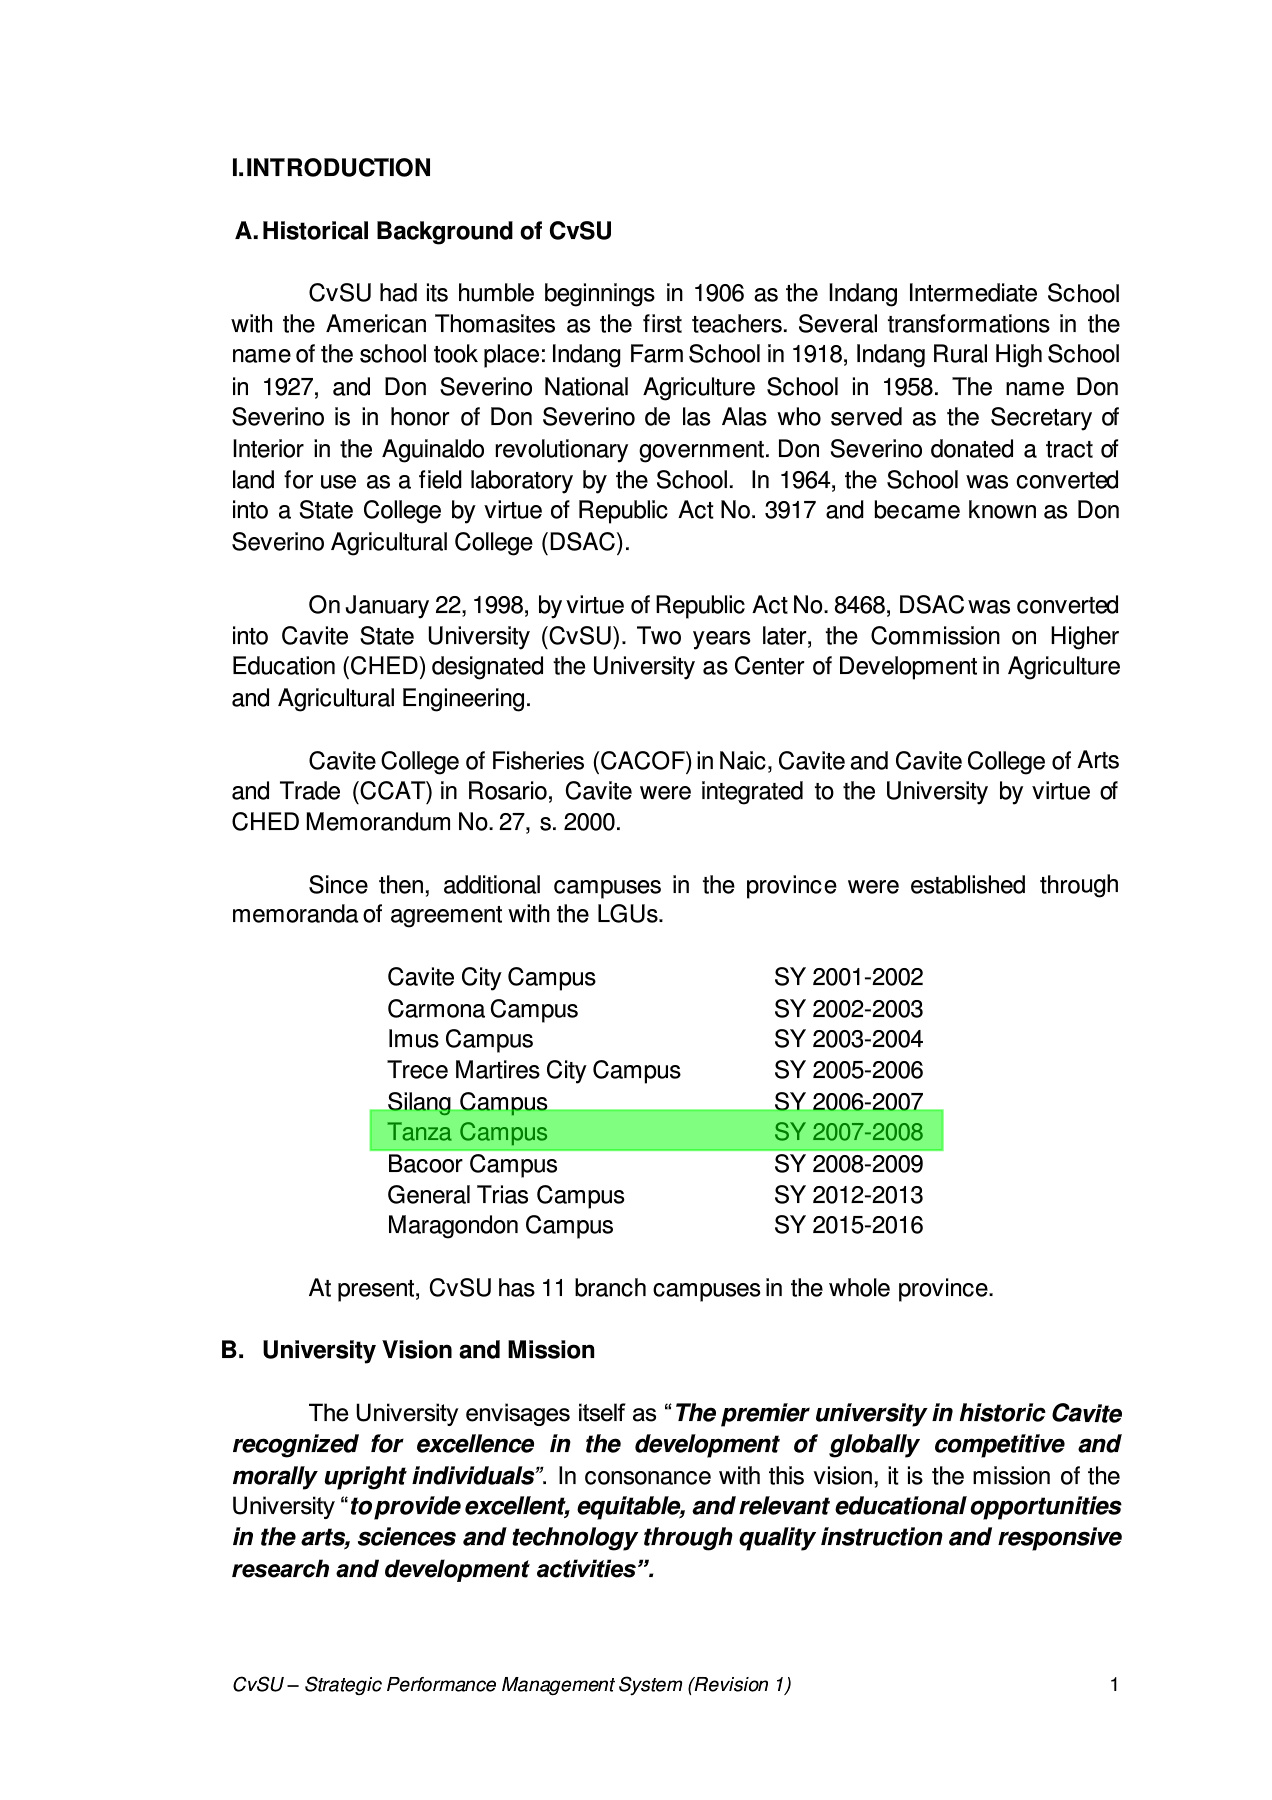 I.INTRODUCTION
A. Historical Background of CvSU
CvSU had its humble beginnings in 1906 as the Indang Intermediate School
with the American Thomasites as the first teachers. Several transformations in the
name of the school took place: Indang Farm School in 1918, Indang Rural High School
in 1927, and Don Severino National Agriculture School in 1958. The name Don
Severino is in honor of Don Severino de las Alas who served as the Secretary of
Interior in the Aguinaldo revolutionary government. Don Severino donated a tract of
land for use as a field laboratory by the School. In 1964, the School was converted
into a State College by virtue of Republic Act No. 3917 and became known as Don
Severino Agricultural College (DSAC).
On January 22, 1998, by virtue of Republic Act No. 8468, DSAC was converted
into Cavite State University (CvSU). Two years later, the Commission on Higher
Education (CHED) designated the University as Center of Development in Agriculture
and Agricultural Engineering.
Cavite College of Fisheries (CACOF) in Naic, Cavite and Cavite College of Arts
and Trade (CCAT) in Rosario, Cavite were integrated to the University by virtue of
CHED Memorandum No. 27, s. 2000.
Since then, additional campuses in the province were established through
memoranda of agreement with the LGUs.
Cavite City Campus SY 2001-2002
Carmona Campus SY 2002-2003
Imus Campus SY 2003-2004
Trece Martires City Campus SY 2005-2006
Silang Campus SY 2006-2007
Tanza Campus SY 2007-2008
Bacoor Campus SY 2008-2009
General Trias Campus SY 2012-2013
Maragondon Campus SY 2015-2016
At present, CvSU has 11 branch campuses in the whole province.
B. University Vision and Mission
The University envisages itself as “The premier university in historic Cavite
recognized for excellence in the development of globally competitive and
morally upright individuals”. In consonance with this vision, it is the mission of the
University “to provide excellent, equitable, and relevant educational opportunities
in the arts, sciences and technology through quality instruction and responsive
research and development activities”.
CvSU – Strategic Performance Management System (Revision 1) 1